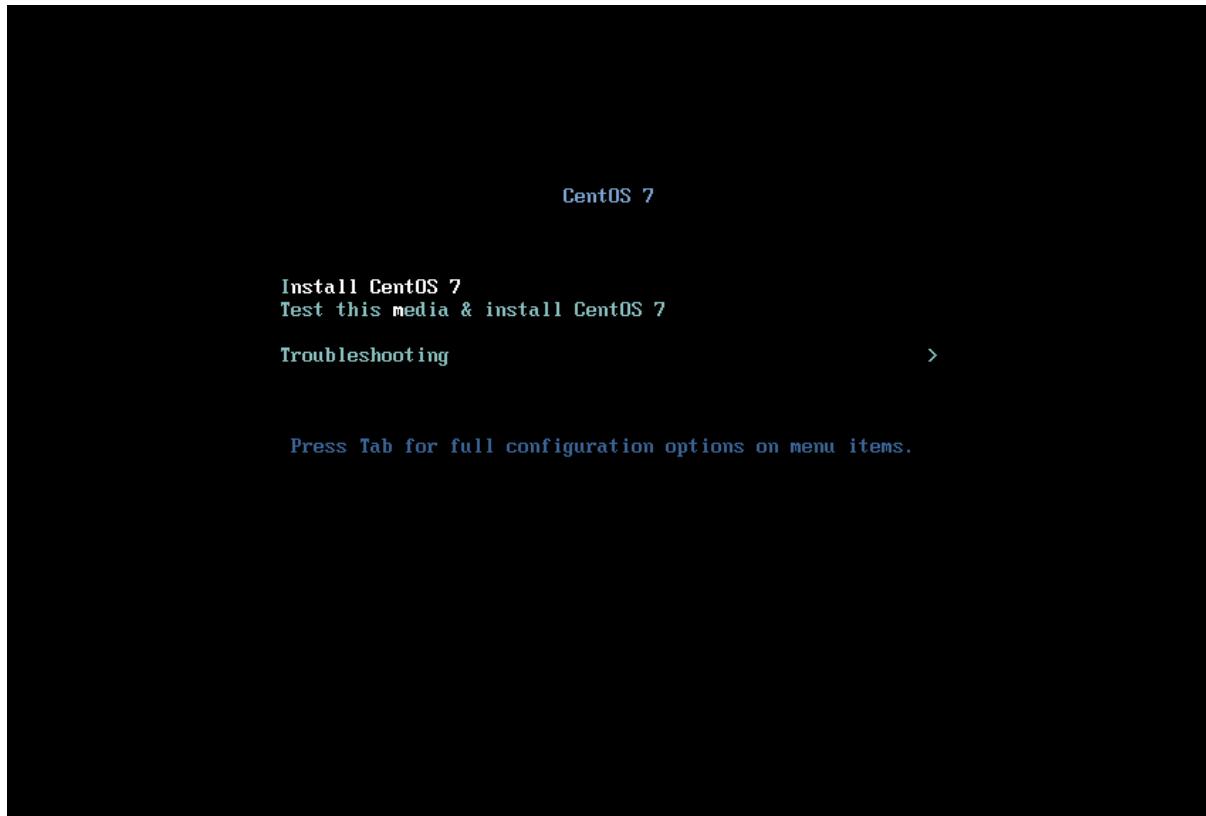 CentOS 7
Install CentOS 7
Test this media & install CentOS 7
Troubleshooting >
Press Tab for full configuration options on menu items.